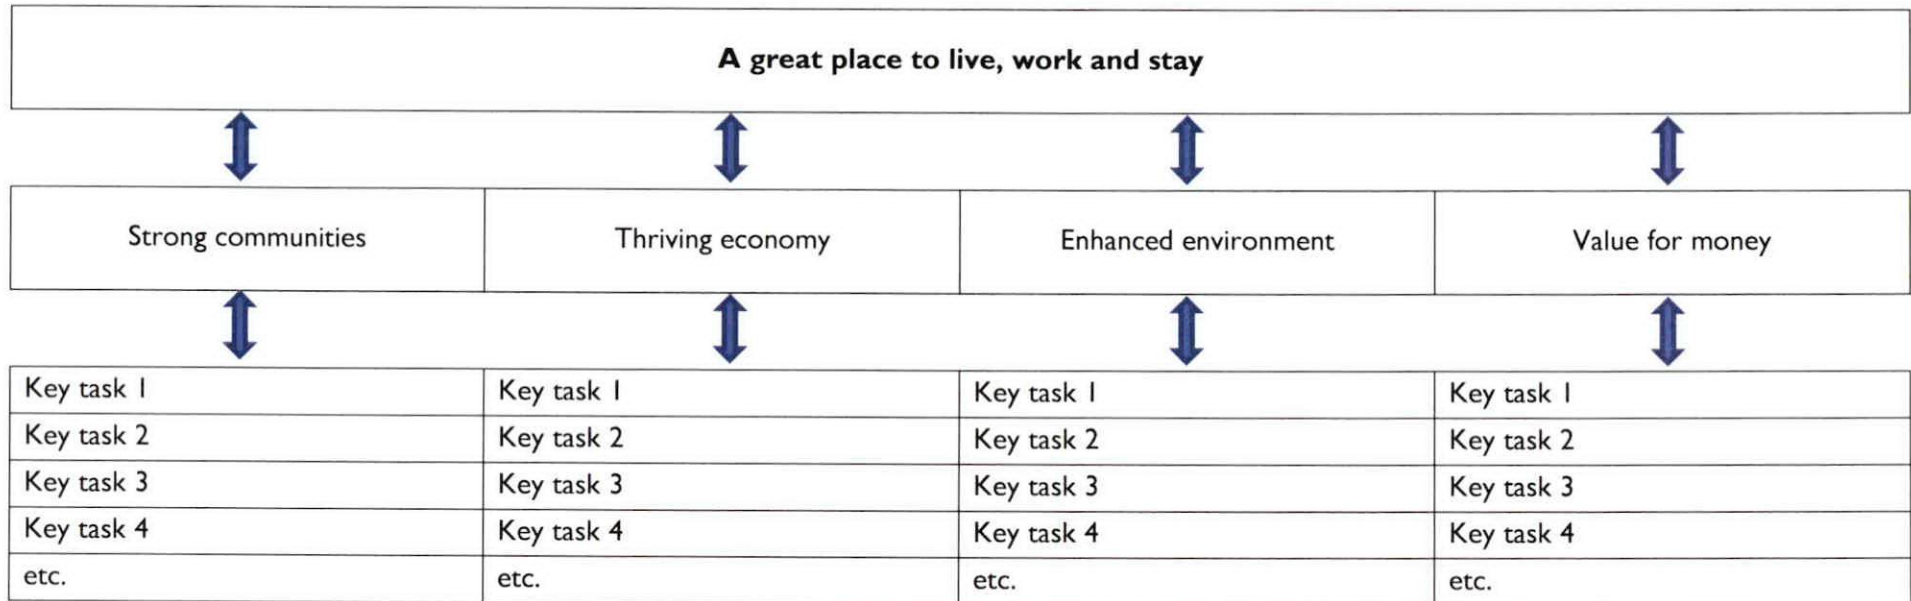 A great place to live, work and stay
Strong communities
Thriving economy
Enhanced environment
Value for money
Key task 1
Key task 1
Key task 1
Key task 1
Key task 2
Key task 2
Key task 2
Key task 2
Key task 3
Key task 3
Key task 3
Key task 3
Key task 4
Key task 4
Key task 4
Key task 4
etc.
etc.
etc.
etc.